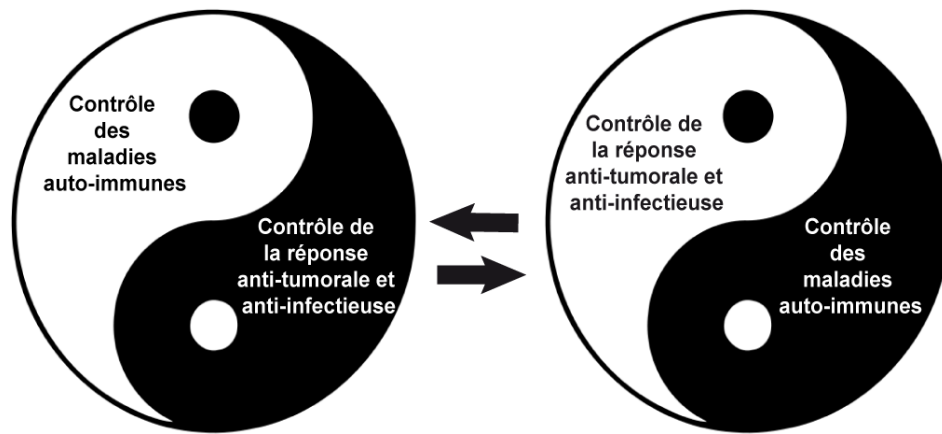 Contrôle
des
maladies
auto-immunes
Contrôle de
la réponse
anti-tumorale et
anti-infectieuse
Contrôle de
la réponse
anti-tumorale et
anti-infectieuse
Contrôle
des
maladies
auto-immunes